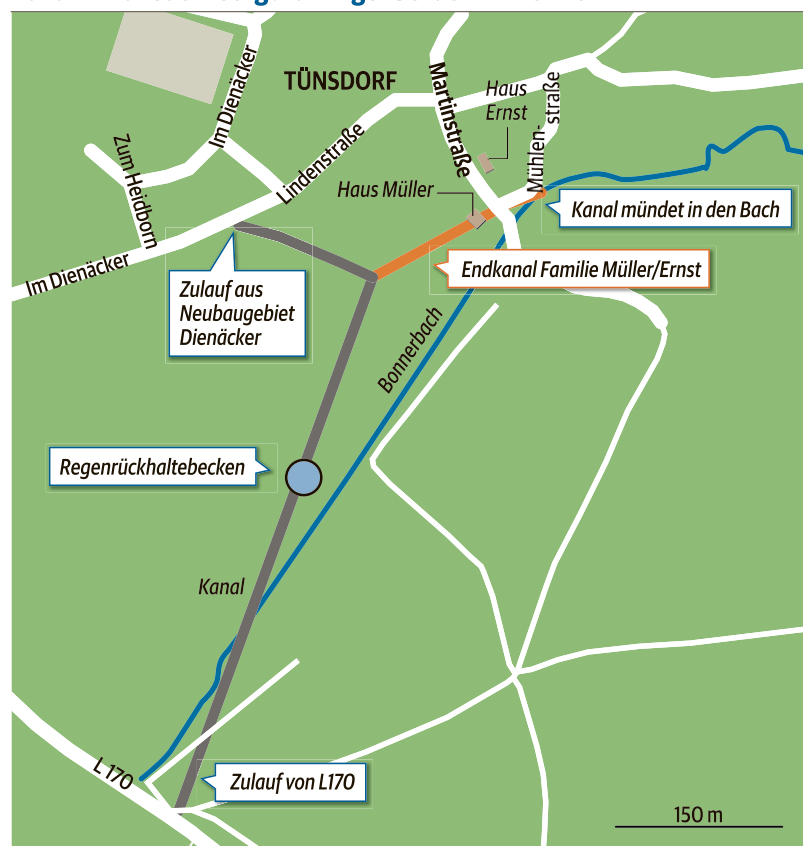 TÜNSDORF
Im Dienäcker
Martinstraße
Haus
Ernst
Mühlen-
straße
Zum Heidborn
Lindenstraße
Haus Müller
Kanal mündet in den Bach
Im Dienäcker
Endkanal Familie Müller/Ernst
Zulauf aus
Neubaugebiet
Dienäcker
Bonnerbach
Regenrückhaltebecken
Kanal
L 170
Zulauf von L170
150 m